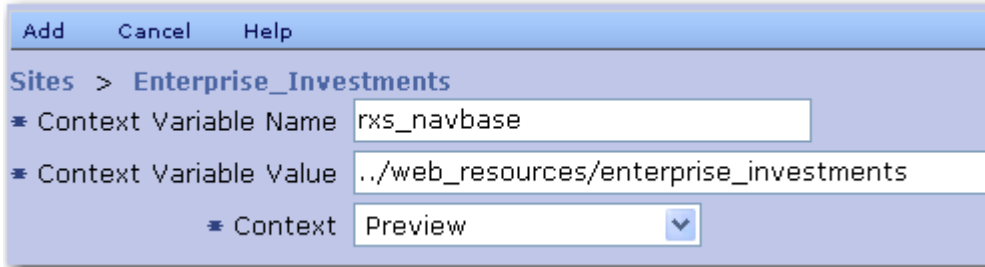 Add Cancel Help
Sites > Enterprise_Investments
* Context Variable Name rxs_navbase
* Context Variable Value ../web_resources/enterprise_investments
* Context Preview